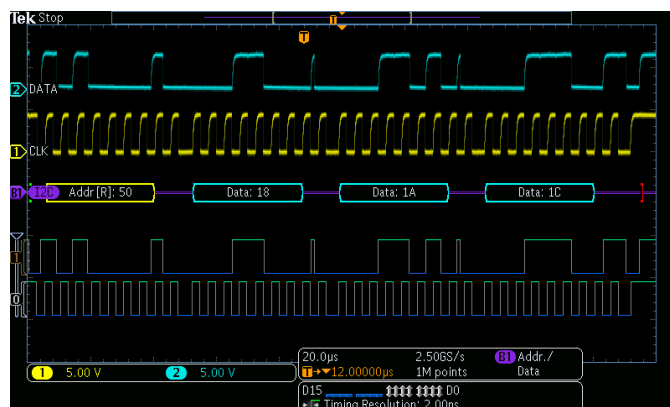 Tek Stop
T
T
2 DATA
1 CLK
B1 I2C Addr[R]: 50 Data: 18 Data: 1A Data: 1C
1
0
20.0µs 2.50GS/s B1 Addr./
T→▼12.00000µs 1M points Data
1 5.00 V 2 5.00 V
D15 D0
Timing Resolution: 2.00ns